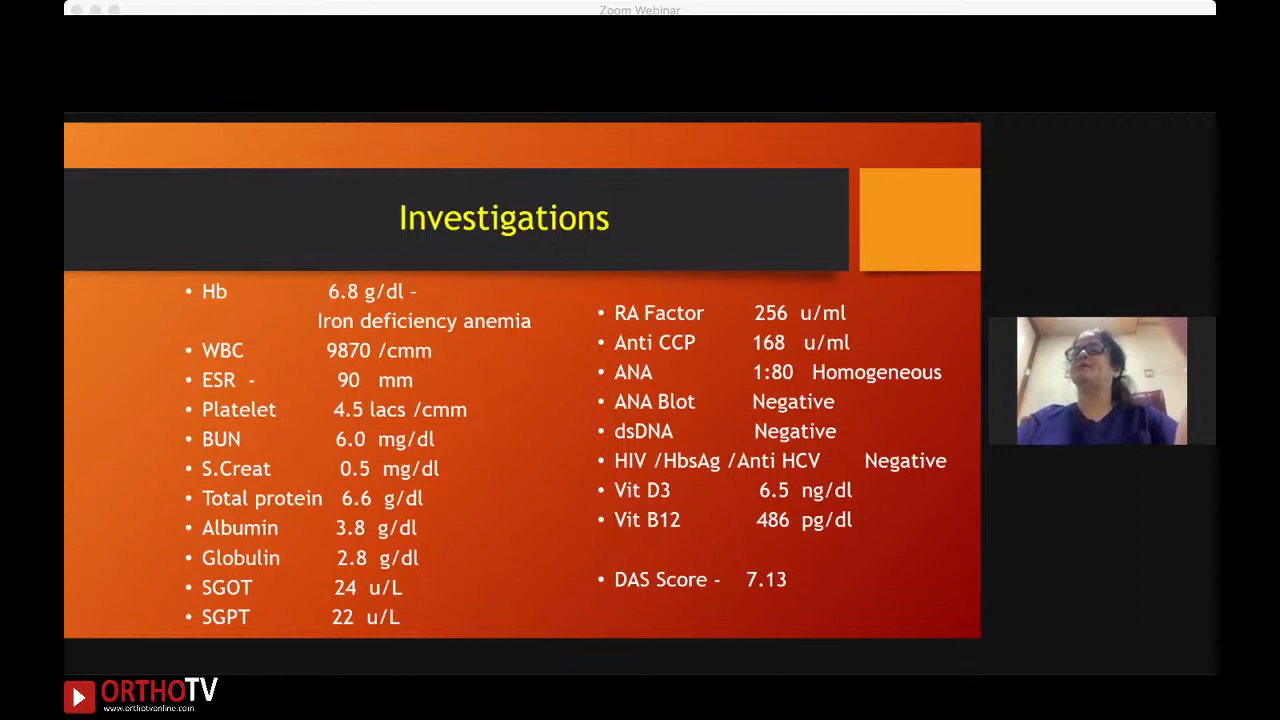 Zoom Webinar
Investigations
• Hb 6.8 g/dl –
Iron deficiency anemia
• WBC 9870 /cmm
• ESR - 90 mm
• Platelet 4.5 lacs /cmm
• BUN 6.0 mg/dl
• S.Creat 0.5 mg/dl
• Total protein 6.6 g/dl
• Albumin 3.8 g/dl
• Globulin 2.8 g/dl
• SGOT 24 u/L
• SGPT 22 u/L
• RA Factor 256 u/ml
• Anti CCP 168 u/ml
• ANA 1:80 Homogeneous
• ANA Blot Negative
• dsDNA Negative
• HIV /HbsAg /Anti HCV Negative
• Vit D3 6.5 ng/dl
• Vit B12 486 pg/dl
• DAS Score - 7.13
ORTHOTV
www.orthotvonline.com